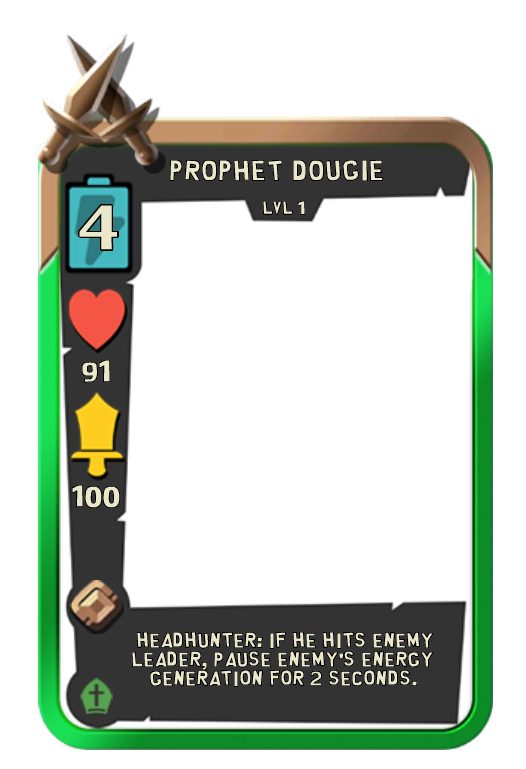 PROPHET DOUGIE
LVL 1
4
91
100
HEADHUNTER: IF HE HITS ENEMY
LEADER, PAUSE ENEMY'S ENERGY
GENERATION FOR 2 SECONDS.